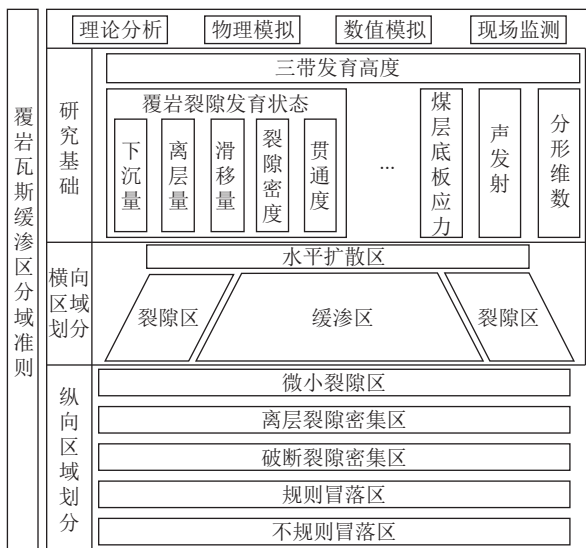 覆岩瓦斯缓渗区分域准则
理论分析 物理模拟 数值模拟 现场监测
研究基础
三带发育高度
覆岩裂隙发育状态
下沉量
离层量
滑移量
裂隙密度
贯通度
...
煤层底板应力
声发射
分形维数
横向区域划分
水平扩散区
裂隙区 缓渗区 裂隙区
纵向区域划分
微小裂隙区
离层裂隙密集区
破断裂隙密集区
规则冒落区
不规则冒落区